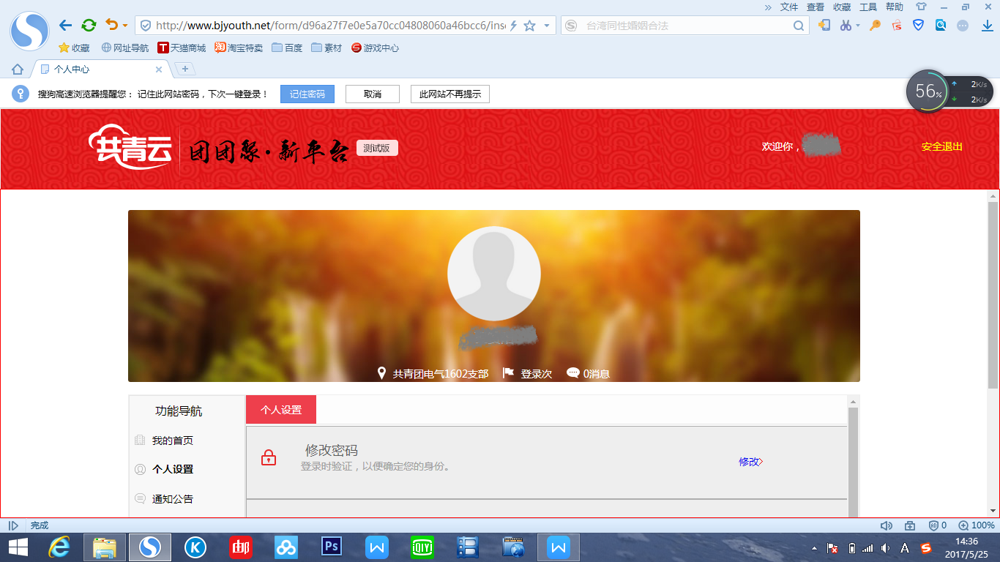 文件 查看 收藏 工具 帮助
http://www.bjyouth.net/form/d96a27f7e0e5a70cc04808060a46bcc6/inse
台湾同性婚姻合法
收藏 网址导航 天猫商城 淘宝特卖 百度 素材 游戏中心
个人中心
搜狗高速浏览器提醒您： 记住此网站密码，下次一键登录！ 记住密码 取消 此网站不再提示
56%
2K/s
2K/s
共青云 团团聚·新平台 测试版
欢迎你， 安全退出
共青团电气1602支部 登录次 0消息
功能导航
我的首页
个人设置
通知公告
个人设置
修改密码
登录时验证，以便确定您的身份。
修改
完成
0 100%
14:36
2017/5/25